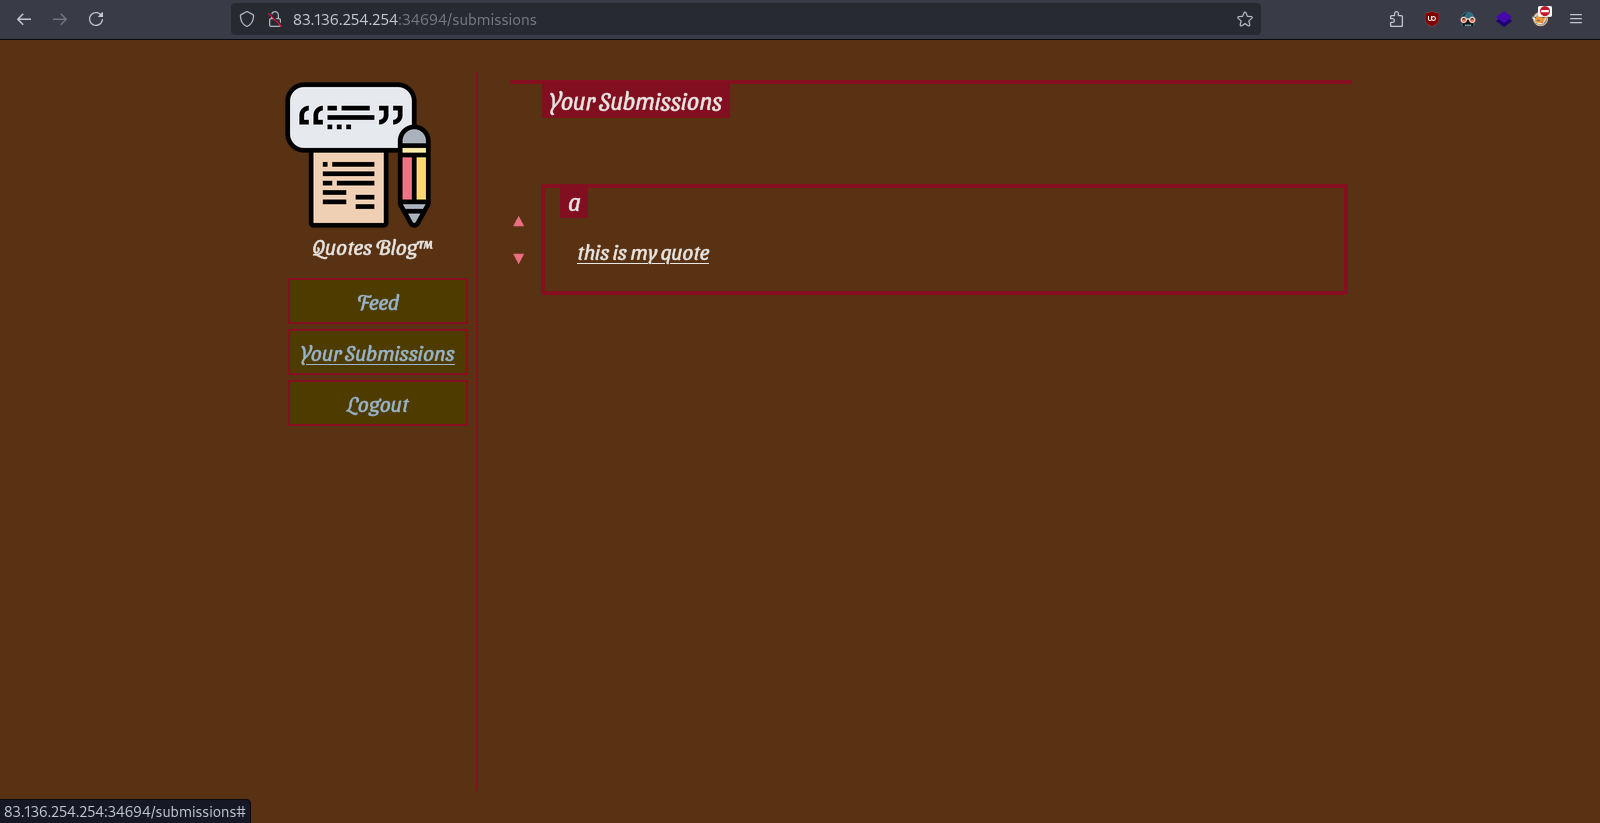 83.136.254.254:34694/submissions
Quotes Blog™
Feed
Your Submissions
Logout
Your Submissions
a
this is my quote
83.136.254.254:34694/submissions#